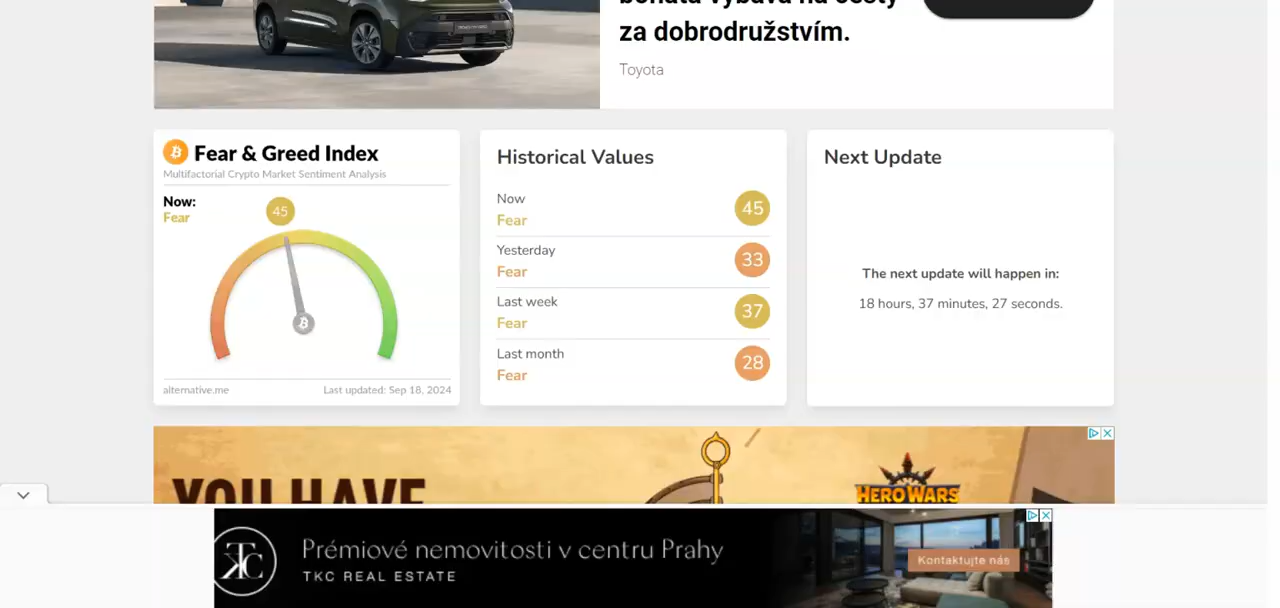 za dobrodružstvím.
Toyota
Fear & Greed Index
Multifactorial Crypto Market Sentiment Analysis
Now:
Fear
45
alternative.me
Last updated: Sep 18, 2024
Historical Values
Now
Fear
45
Yesterday
Fear
33
Last week
Fear
37
Last month
Fear
28
Next Update
The next update will happen in:
18 hours, 37 minutes, 27 seconds.
YOU HAVE
HERO WARS
TKC
Prémiové nemovitosti v centru Prahy
TKC REAL ESTATE
Kontaktujte nás